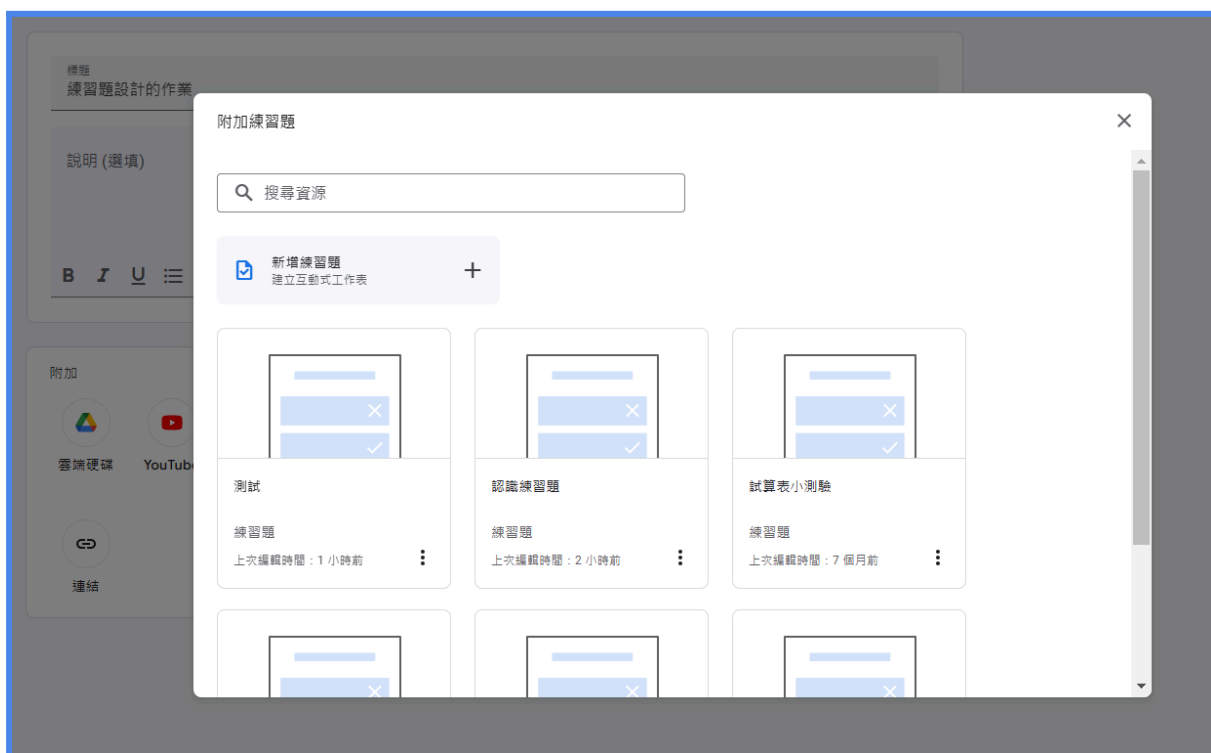 標題
練習題設計的作業
附加練習題
說明 (選填)
搜尋資源
新增練習題
建立互動式工作表
B I U
附加
雲端硬碟
YouTub
連結
測試
練習題
上次編輯時間：1 小時前
認識練習題
練習題
上次編輯時間：2 小時前
試算表小測驗
練習題
上次編輯時間：7 個月前